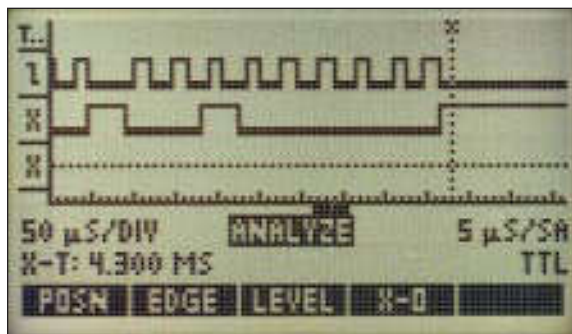 T..
1
X
X
X
50 µS/DIV ANALYZE 5 µS/SA
X-T: 4.300 MS TTL
POSN EDGE LEVEL X-O